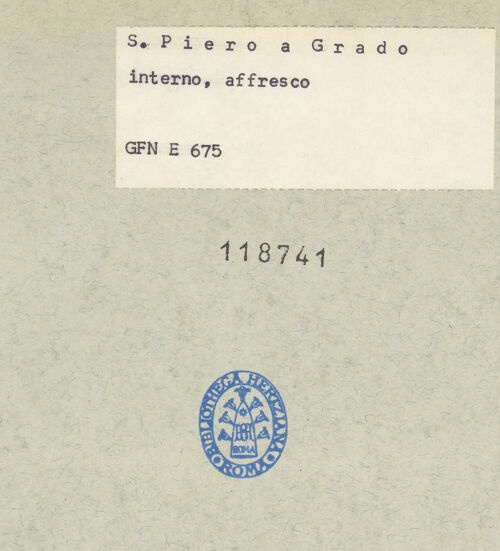 S. Piero a Grado
interno, affresco
GFN E 675
118741
BIBLIOTHECA HERTZIANA
ROMA
ROMA